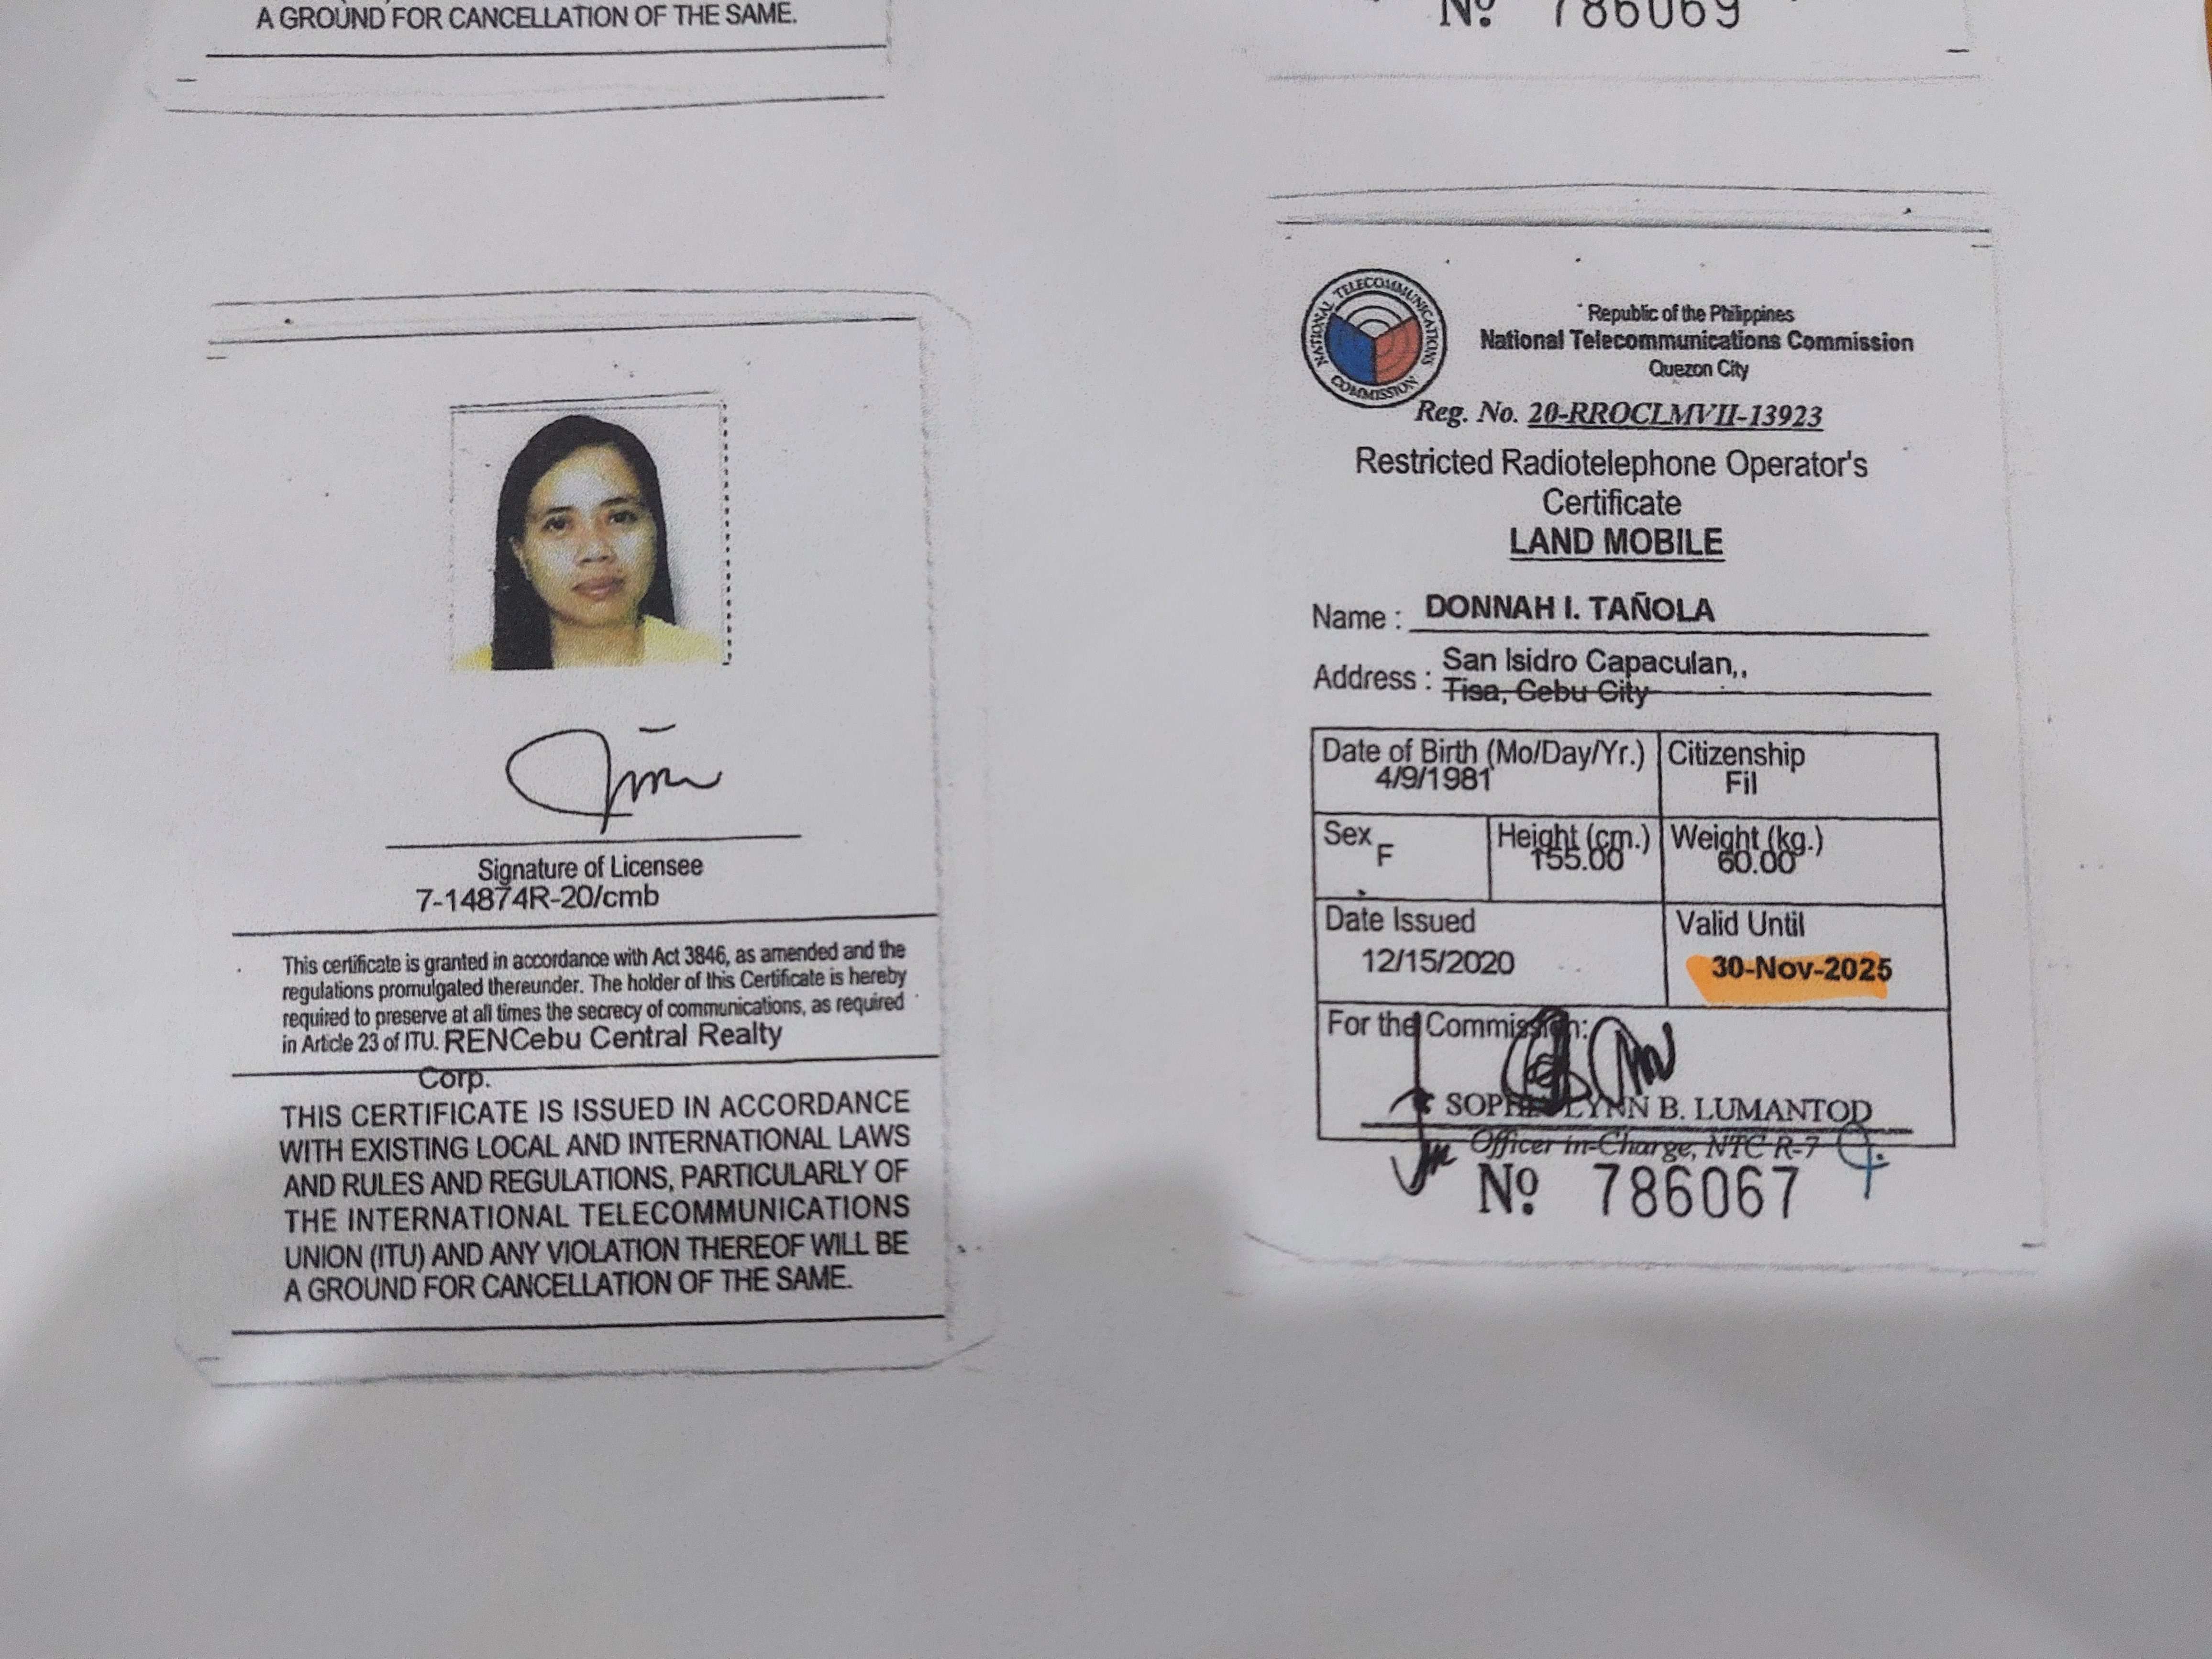 A GROUND FOR CANCELLATION OF THE SAME.
Nº 786069
Signature of Licensee
7-14874R-20/cmb
This certificate is granted in accordance with Act 3846, as amended and the
regulations promulgated thereunder. The holder of this Certificate is hereby
required to preserve at all times the secrecy of communications, as required
in Article 23 of ITU. RENCebu Central Realty
Corp.
THIS CERTIFICATE IS ISSUED IN ACCORDANCE
WITH EXISTING LOCAL AND INTERNATIONAL LAWS
AND RULES AND REGULATIONS, PARTICULARLY OF
THE INTERNATIONAL TELECOMMUNICATIONS
UNION (ITU) AND ANY VIOLATION THEREOF WILL BE
A GROUND FOR CANCELLATION OF THE SAME.
NATIONAL TELECOMMUNICATIONS COMMISSION
Republic of the Philippines
National Telecommunications Commission
Quezon City
Reg. No. 20-RROCLMVII-13923
Restricted Radiotelephone Operator's
Certificate
LAND MOBILE
Name : DONNAH I. TAÑOLA
Address : San Isidro Capaculan,,
Tisa, Cebu City
Date of Birth (Mo/Day/Yr.) Citizenship
4/9/1981 Fil
Sex Height (cm.) Weight (kg.)
F 155.00 60.00
Date Issued Valid Until
12/15/2020 30-Nov-2025
For the Commission:
B. LUMANTOD
Officer in-Charge, NTC R-7
Nº 786067